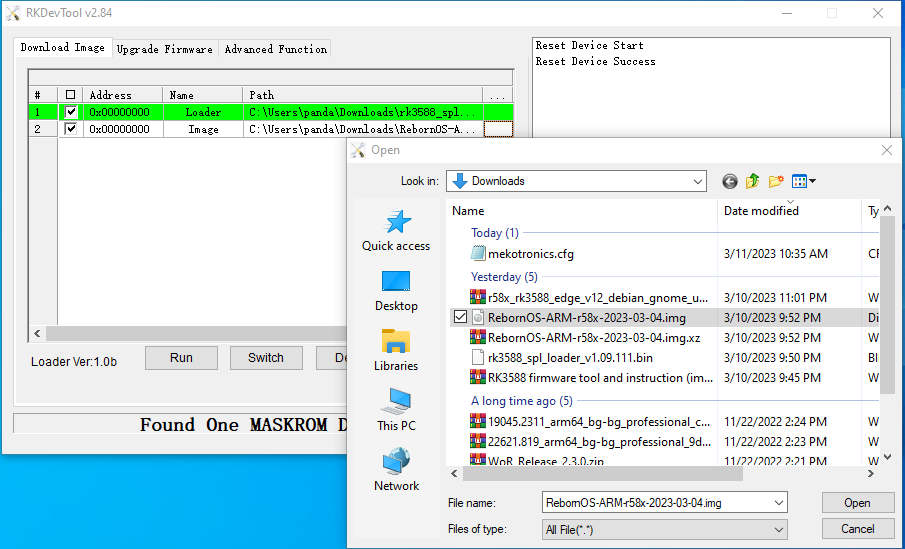 RKDevTool v2.84
Download Image Upgrade Firmware Advanced Function
# Address Name Path ...
1 0x00000000 Loader C:\Users\panda\Downloads\rk3588_spl...
2 0x00000000 Image C:\Users\panda\Downloads\RebornOS-A...
Loader Ver:1.0b Run Switch De
Found One MASKROM D
Reset Device Start
Reset Device Success
Open
Look in: Downloads
Quick access
Desktop
Libraries
This PC
Network
Name Date modified Ty
Today (1)
mekotronics.cfg 3/11/2023 10:35 AM CF
Yesterday (5)
r58x_rk3588_edge_v12_debian_gnome_u... 3/10/2023 11:01 PM W
RebornOS-ARM-r58x-2023-03-04.img 3/10/2023 9:52 PM Di
RebornOS-ARM-r58x-2023-03-04.img.xz 3/10/2023 9:52 PM W
rk3588_spl_loader_v1.09.111.bin 3/10/2023 9:50 PM BI
RK3588 firmware tool and instruction (im... 3/10/2023 9:45 PM W
A long time ago (5)
19045.2311_arm64_bg-bg_professional_c... 11/22/2022 2:24 PM W
22621.819_arm64_bg-bg_professional_9d... 11/22/2022 2:23 PM W
WoR_Release_2.3.0.zip 11/22/2022 2:21 PM W
File name: RebornOS-ARM-r58x-2023-03-04.img Open
Files of type: All File(*.*) Cancel